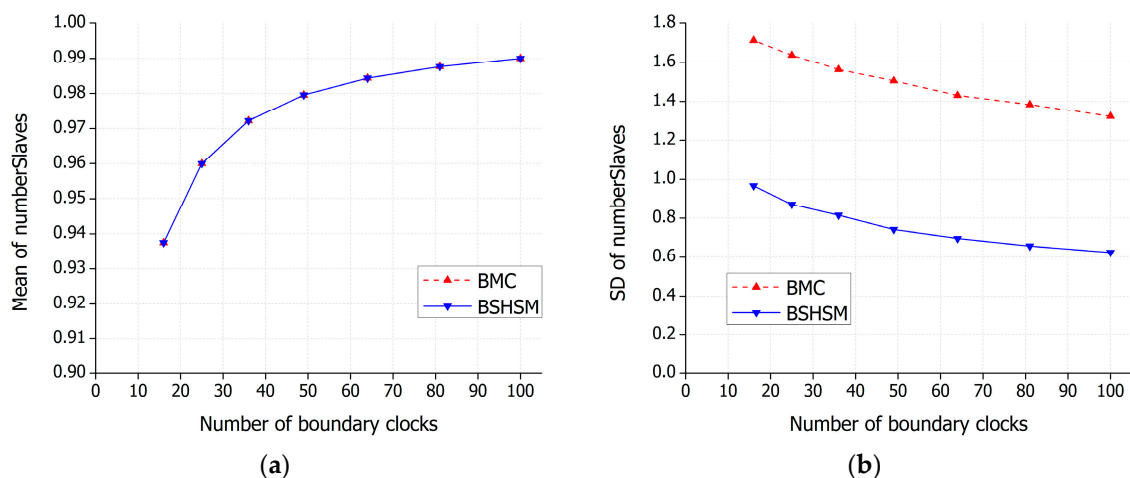 1.00
0.99
0.98
0.97
0.96
0.95
0.94
0.93
0.92
0.91
0.90
Mean of numberSlaves
BMC
BSHSM
0 10 20 30 40 50 60 70 80 90 100
Number of boundary clocks
(a)
1.8
1.6
1.4
1.2
1.0
0.8
0.6
0.4
0.2
0.0
SD of numberSlaves
BMC
BSHSM
0 10 20 30 40 50 60 70 80 90 100
Number of boundary clocks
(b)